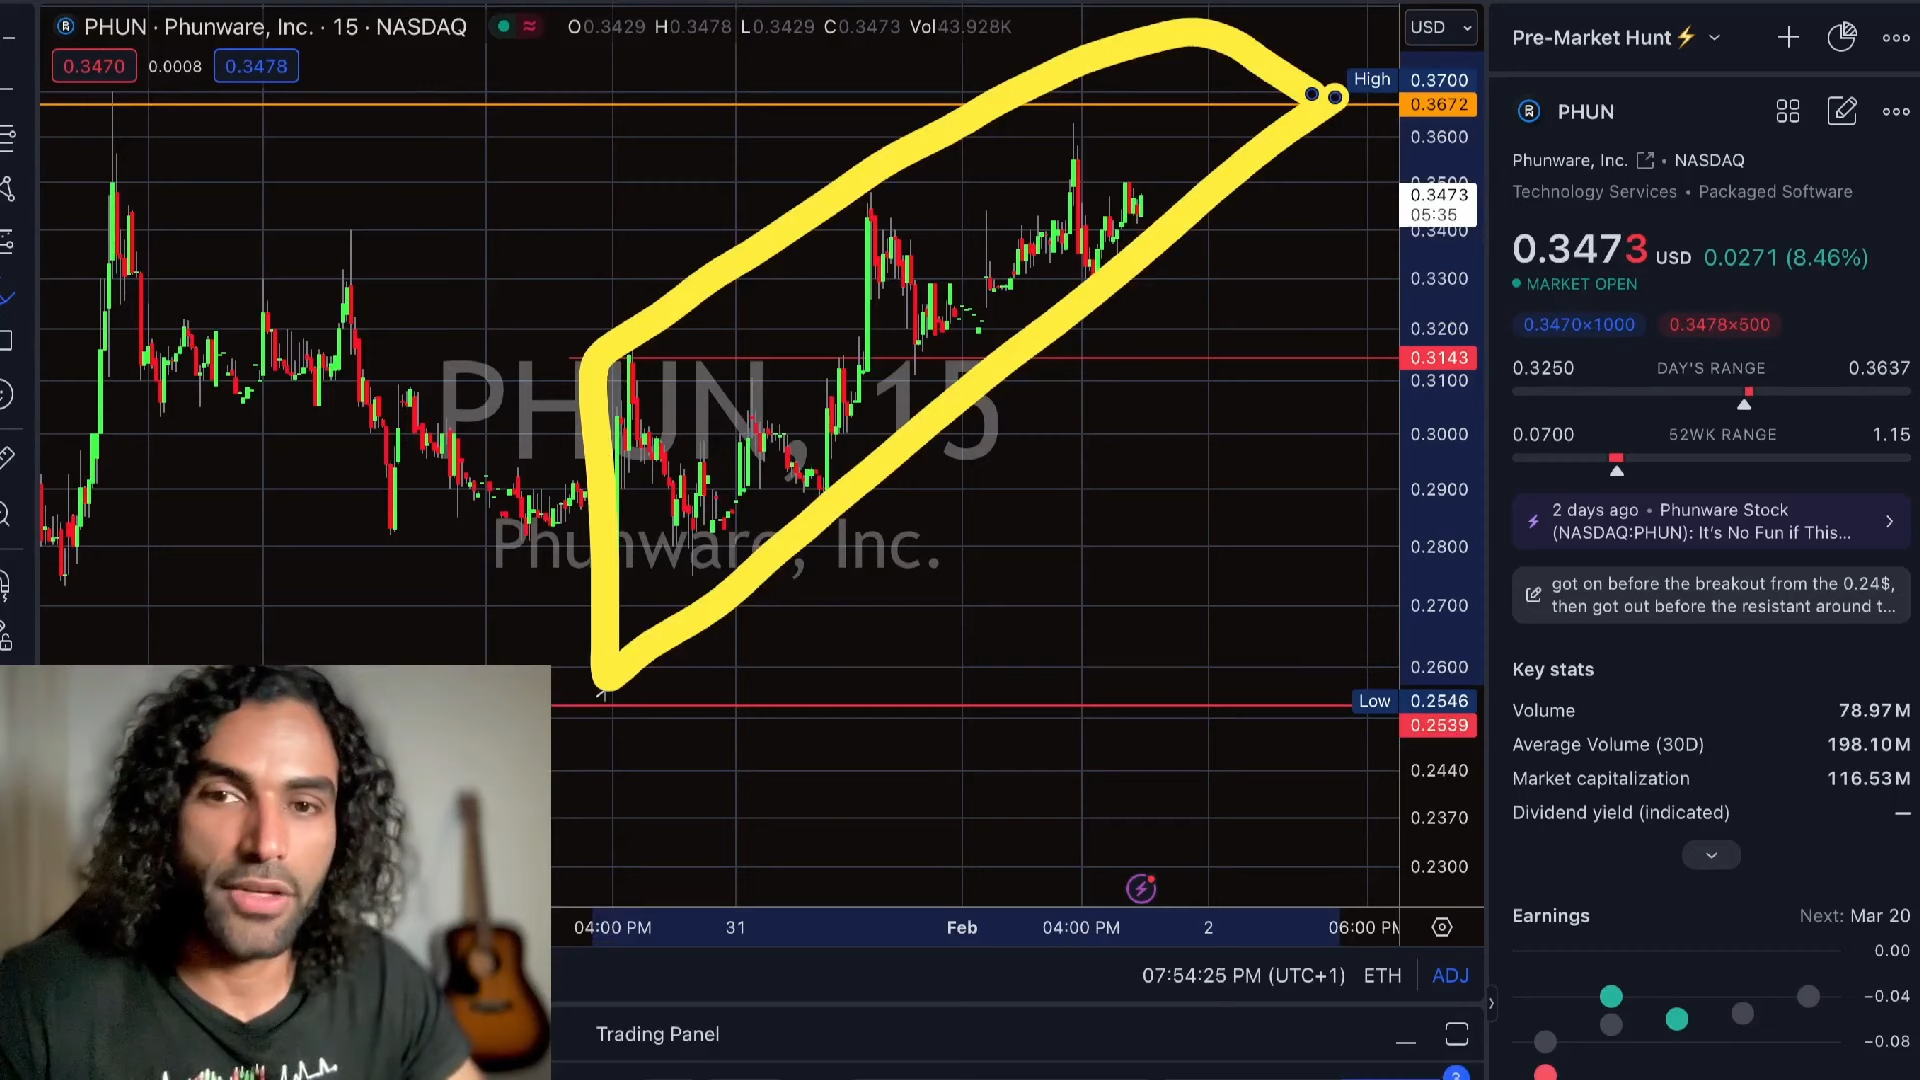 PHUN · Phunware, Inc. · 15 · NASDAQ
O0.3429 H0.3478 L0.3429 C0.3473 Vol43.928K
0.3470 0.0008 0.3478
PHUN, 15
Phunware, Inc.
USD
High 0.3700
0.3672
0.3600
0.3473
05:35
0.3400
0.3300
0.3200
0.3143
0.3100
0.3000
0.2900
0.2800
0.2700
0.2600
Low 0.2546
0.2539
0.2440
0.2370
0.2300
04:00 PM 31 Feb 04:00 PM 2 06:00 PM
07:54:25 PM (UTC+1) ETH ADJ
Trading Panel
Pre-Market Hunt
PHUN
Phunware, Inc. • NASDAQ
Technology Services • Packaged Software
0.3473 USD 0.0271 (8.46%)
MARKET OPEN
0.3470×1000 0.3478×500
0.3250 DAY'S RANGE 0.3637
0.0700 52WK RANGE 1.15
2 days ago • Phunware Stock
(NASDAQ:PHUN): It's No Fun if This...
got on before the breakout from the 0.24$,
then got out before the resistant around t...
Key stats
Volume 78.97M
Average Volume (30D) 198.10M
Market capitalization 116.53M
Dividend yield (indicated) —
Earnings Next: Mar 20
0.00
−0.04
−0.08